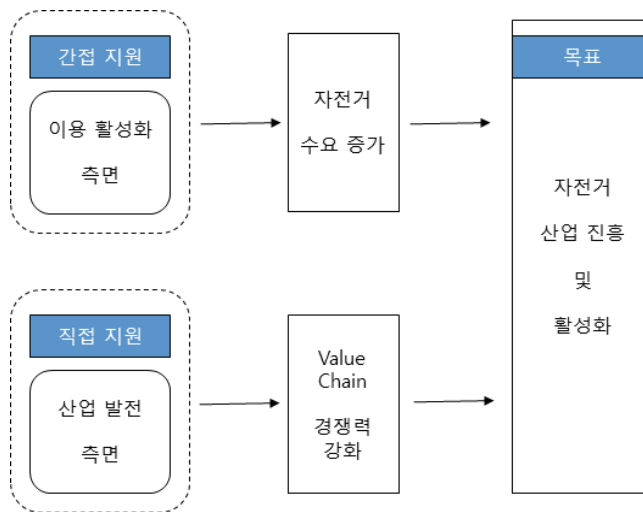 간접 지원
이용 활성화
측면
자전거
수요 증가
목표
자전거
산업 진흥
및
활성화
직접 지원
산업 발전
측면
Value
Chain
경쟁력
강화